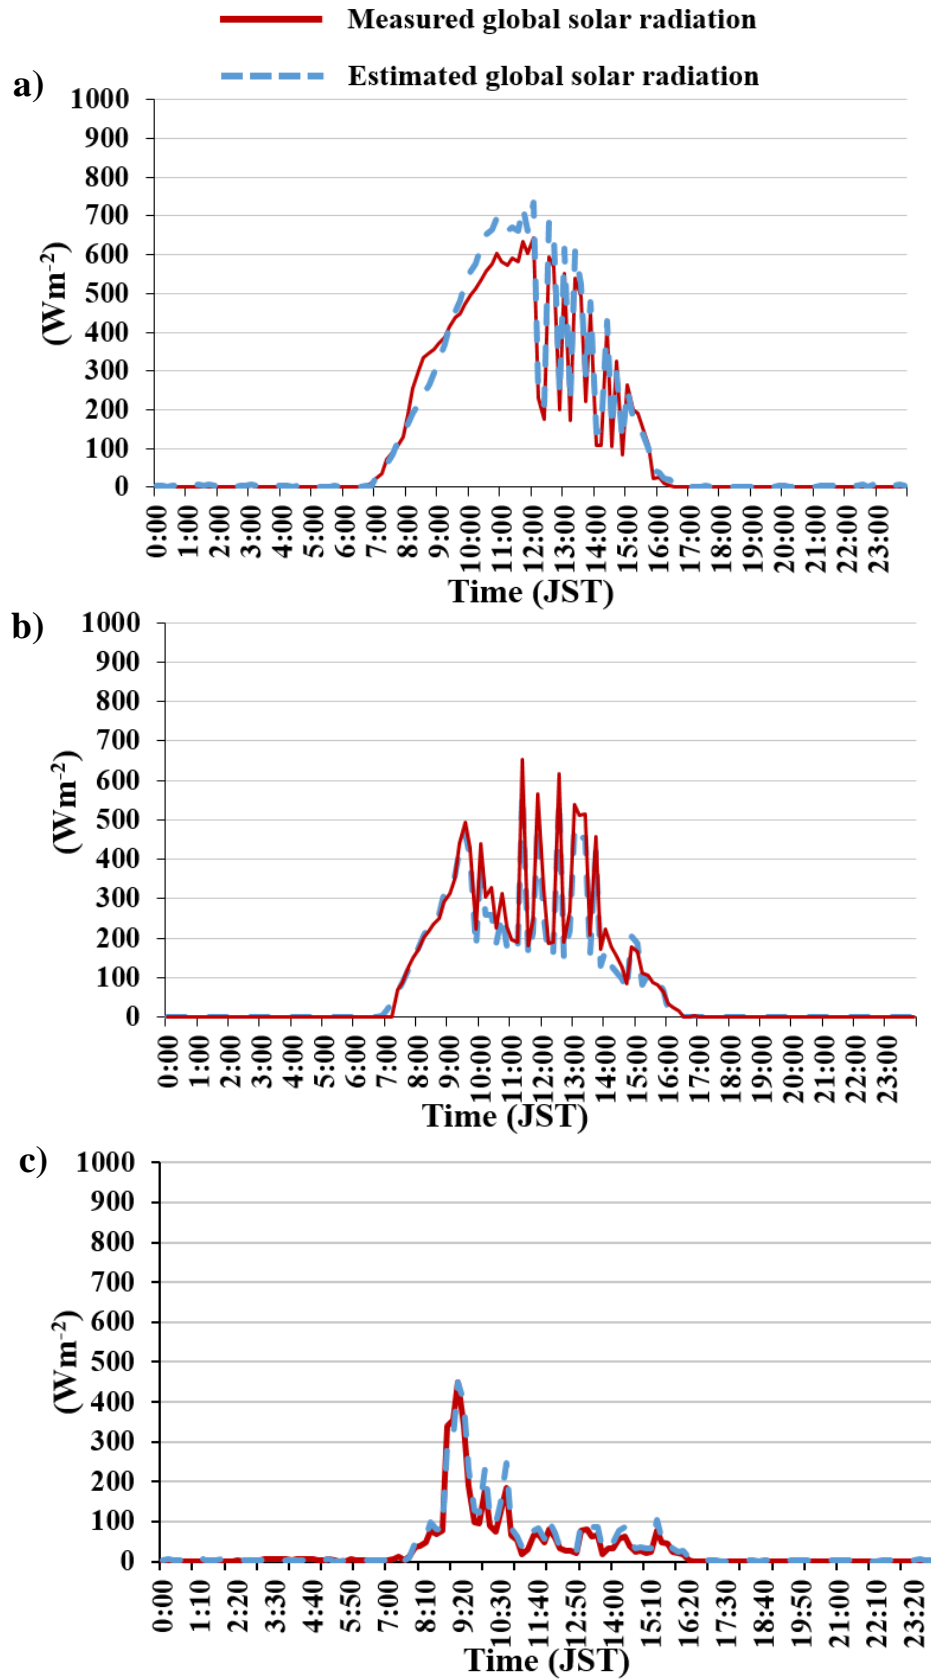 Measured global solar radiation
Estimated global solar radiation
a)
1000
900
800
700
600
500
400
300
200
100
0
(Wm-2)
0:00 1:00 2:00 3:00 4:00 5:00 6:00 7:00 8:00 9:00 10:00 11:00 12:00 13:00 14:00 15:00 16:00 17:00 18:00 19:00 20:00 21:00 22:00 23:00
Time (JST)
b)
1000
900
800
700
600
500
400
300
200
100
0
(Wm-2)
0:00 1:00 2:00 3:00 4:00 5:00 6:00 7:00 8:00 9:00 10:00 11:00 12:00 13:00 14:00 15:00 16:00 17:00 18:00 19:00 20:00 21:00 22:00 23:00
Time (JST)
c)
1000
900
800
700
600
500
400
300
200
100
0
(Wm-2)
0:00 1:10 2:20 3:30 4:40 5:50 7:00 8:10 9:20 10:30 11:40 12:50 14:00 15:10 16:20 17:30 18:40 19:50 21:00 22:10 23:20
Time (JST)